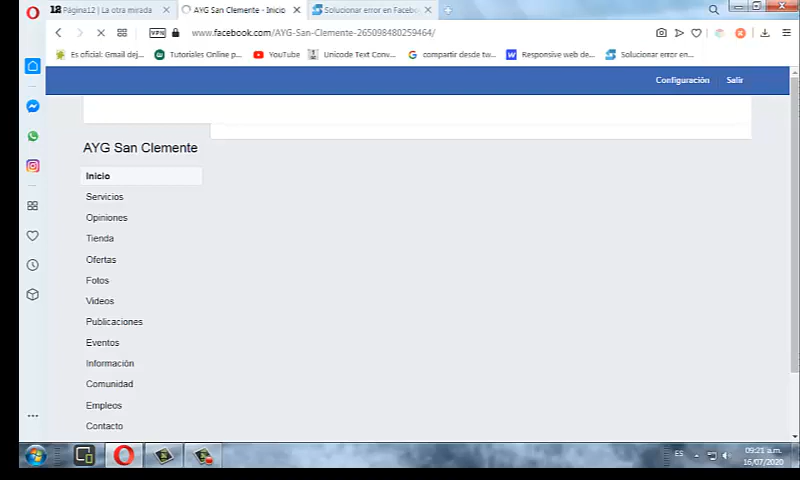 12 Página12 | La otra mirada
AYG San Clemente - Inicio
Solucionar error en Facebo
VPN
www.facebook.com/AYG-San-Clemente-265098480259464/
Es oficial: Gmail dej...
Tutoriales Online p...
YouTube
Unicode Text Conv...
compartir desde tw...
Responsive web de...
Solucionar error en...
Configuración
Salir
AYG San Clemente
Inicio
Servicios
Opiniones
Tienda
Ofertas
Fotos
Videos
Publicaciones
Eventos
Información
Comunidad
Empleos
Contacto
ES
09:21 a.m.
16/07/2020